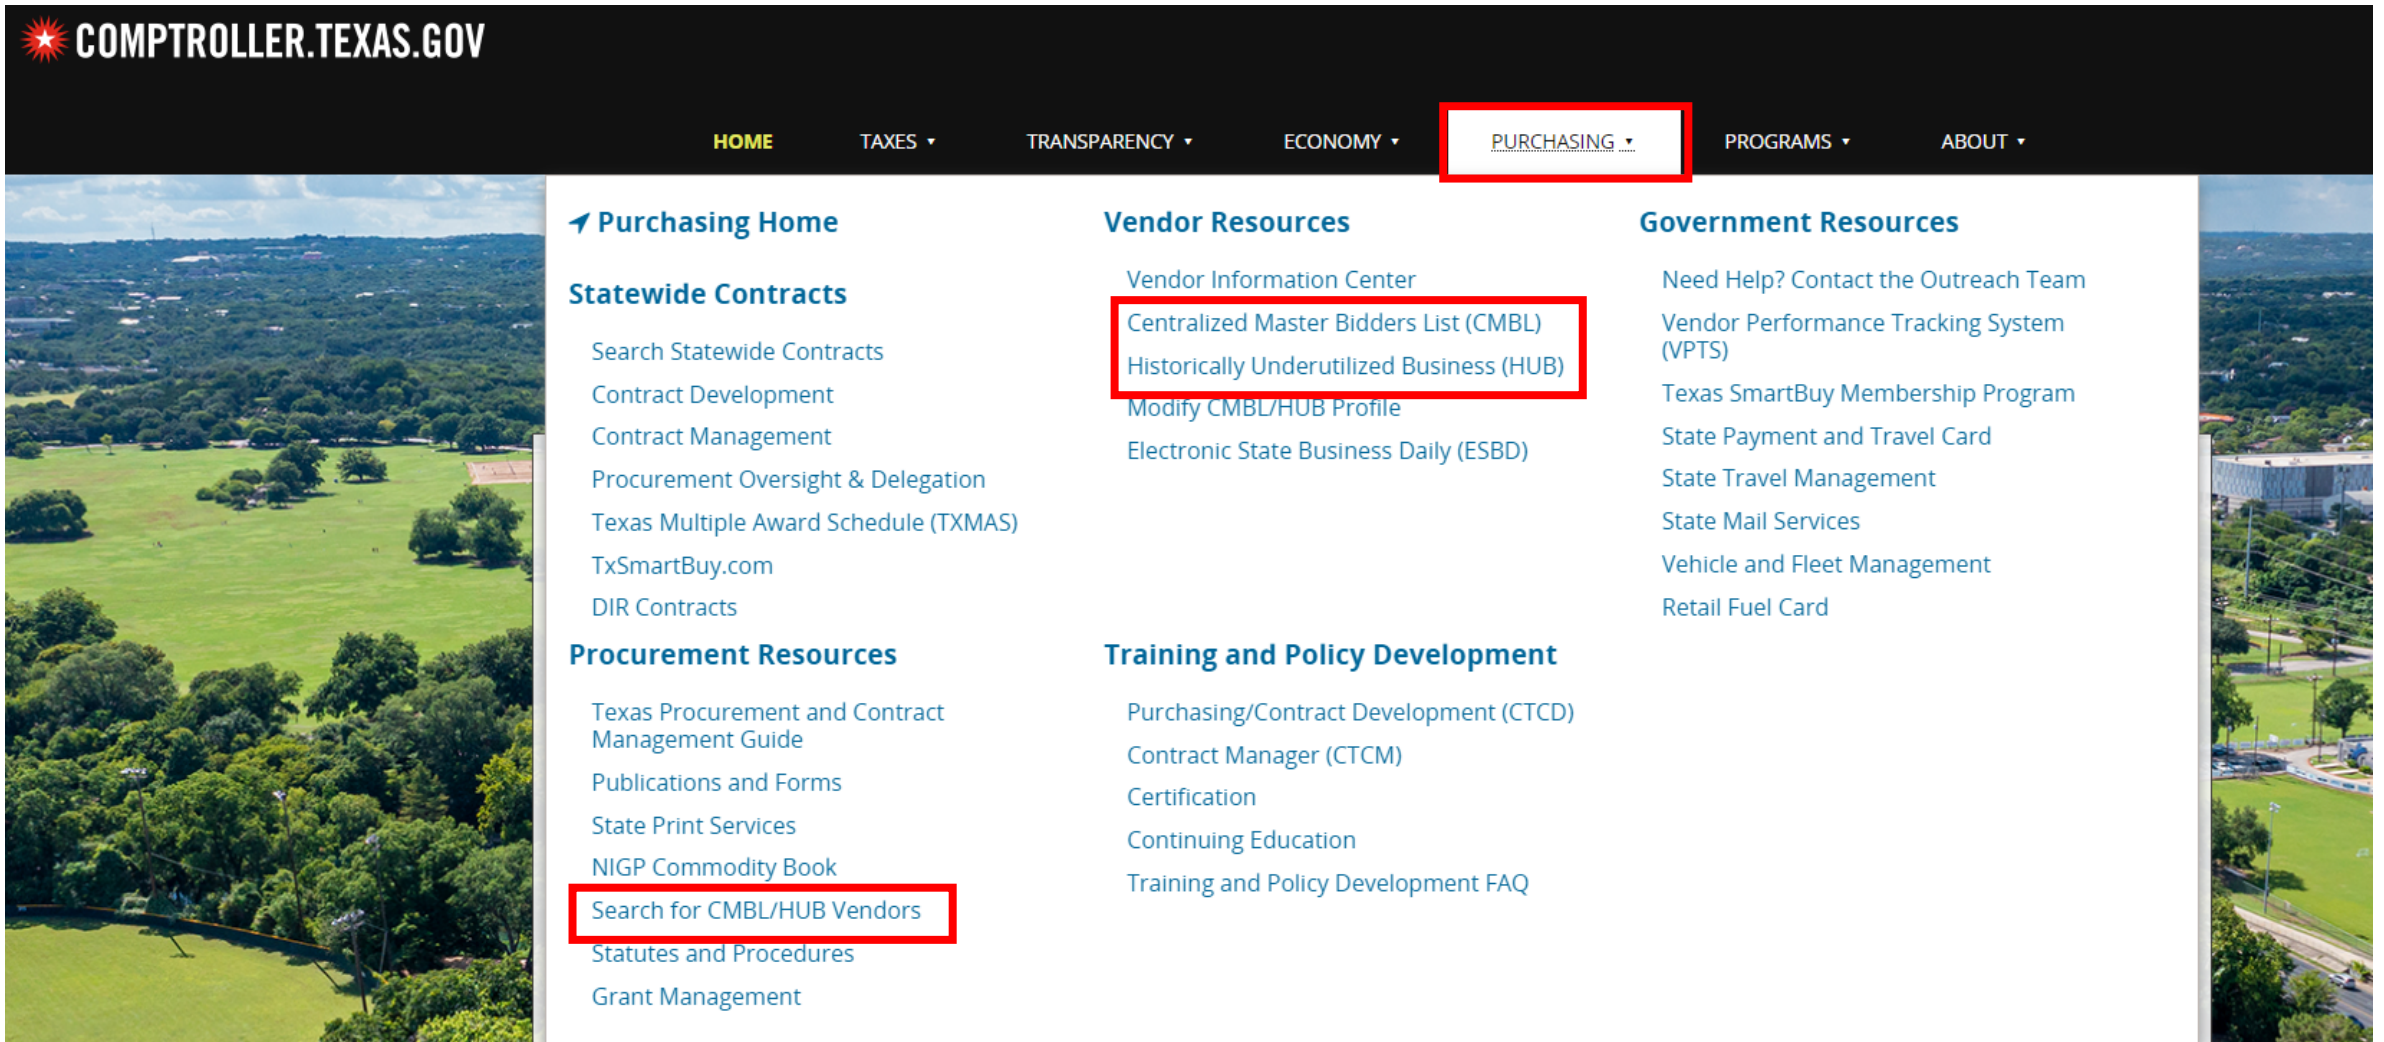 COMPTROLLER.TEXAS.GOV
HOME TAXES TRANSPARENCY ECONOMY PURCHASING PROGRAMS ABOUT
Purchasing Home
Statewide Contracts
Search Statewide Contracts
Contract Development
Contract Management
Procurement Oversight & Delegation
Texas Multiple Award Schedule (TXMAS)
TxSmartBuy.com
DIR Contracts
Vendor Resources
Vendor Information Center
Centralized Master Bidders List (CMBL)
Historically Underutilized Business (HUB)
Modify CMBL/HUB Profile
Electronic State Business Daily (ESBD)
Government Resources
Need Help? Contact the Outreach Team
Vendor Performance Tracking System
(VPTS)
Texas SmartBuy Membership Program
State Payment and Travel Card
State Travel Management
State Mail Services
Vehicle and Fleet Management
Retail Fuel Card
Procurement Resources
Texas Procurement and Contract
Management Guide
Publications and Forms
State Print Services
NIGP Commodity Book
Search for CMBL/HUB Vendors
Statutes and Procedures
Grant Management
Training and Policy Development
Purchasing/Contract Development (CTCD)
Contract Manager (CTCM)
Certification
Continuing Education
Training and Policy Development FAQ